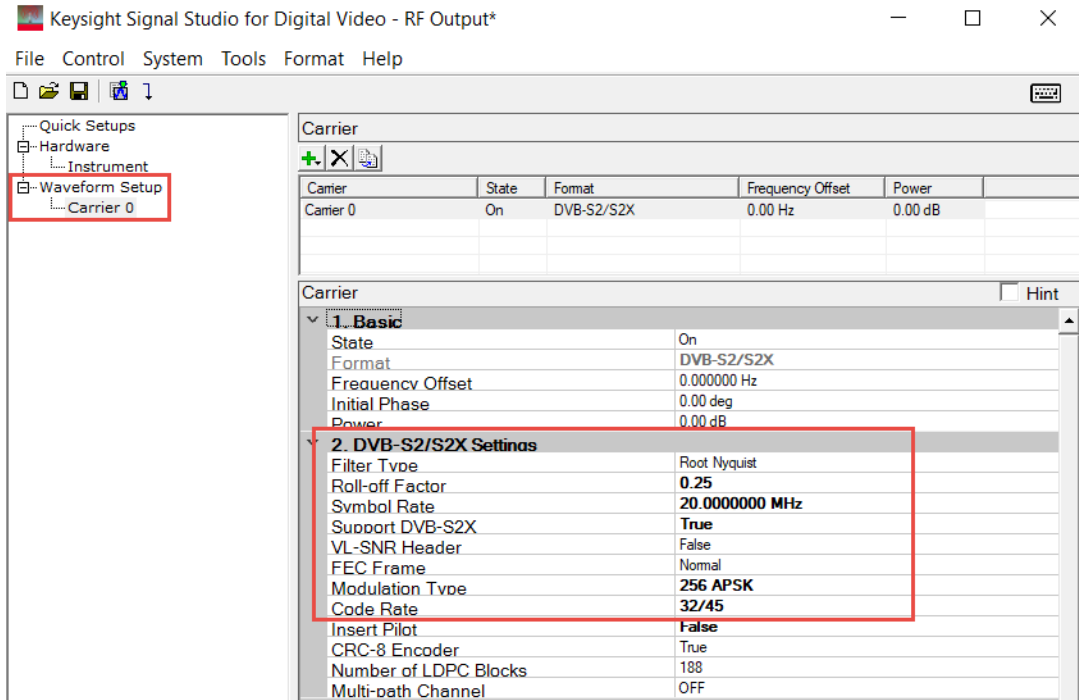 Keysight Signal Studio for Digital Video - RF Output*
File Control System Tools Format Help
Quick Setups
Hardware
Instrument
Waveform Setup
Carrier 0
Carrier
Carrier State Format Frequency Offset Power
Carrier 0 On DVB-S2/S2X 0.00 Hz 0.00 dB
Carrier Hint
1. Basic
State On
Format DVB-S2/S2X
Frequency Offset 0.000000 Hz
Initial Phase 0.00 deg
Power 0.00 dB
2. DVB-S2/S2X Settings
Filter Type Root Nyquist
Roll-off Factor 0.25
Symbol Rate 20.0000000 MHz
Support DVB-S2X True
VL-SNR Header False
FEC Frame Normal
Modulation Type 256 APSK
Code Rate 32/45
Insert Pilot False
CRC-8 Encoder True
Number of LDPC Blocks 188
Multi-path Channel OFF